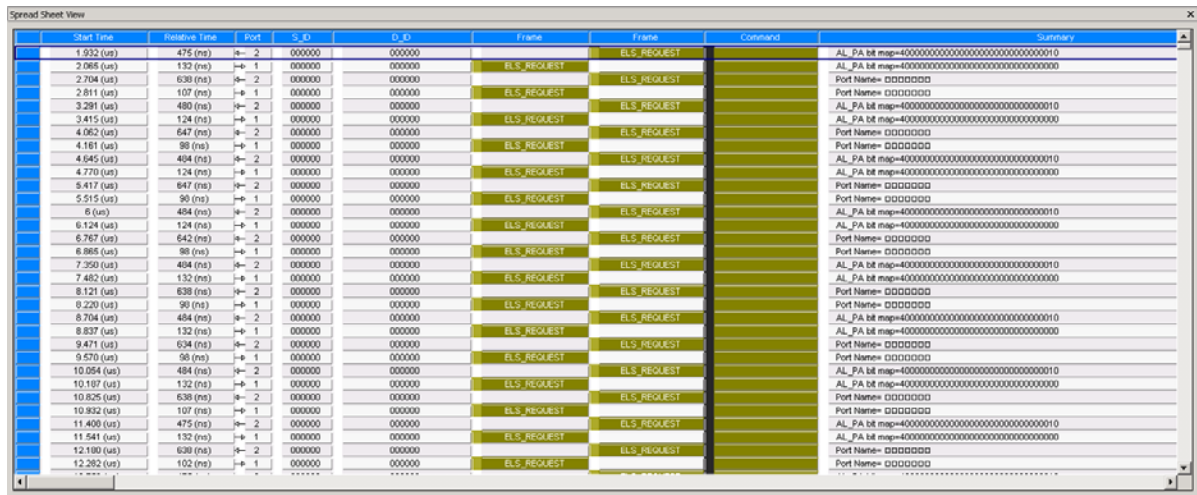 Spread Sheet View
Start Time Relative Time Port S_ID D_ID Frame Frame Command Summary
1.932 (us) 475 (ns) 2 000000 000000 ELS_REQUEST AL_PA bit map=40000000000000000000000000000010
2.065 (us) 132 (ns) 1 000000 000000 ELS_REQUEST AL_PA bit map=40000000000000000000000000000000
2.704 (us) 638 (ns) 2 000000 000000 ELS_REQUEST Port Name= □□□□□□□
2.811 (us) 107 (ns) 1 000000 000000 ELS_REQUEST Port Name= □□□□□□□
3.291 (us) 480 (ns) 2 000000 000000 ELS_REQUEST AL_PA bit map=40000000000000000000000000000010
3.415 (us) 124 (ns) 1 000000 000000 ELS_REQUEST AL_PA bit map=40000000000000000000000000000000
4.062 (us) 647 (ns) 2 000000 000000 ELS_REQUEST Port Name= □□□□□□□
4.161 (us) 98 (ns) 1 000000 000000 ELS_REQUEST Port Name= □□□□□□□
4.645 (us) 484 (ns) 2 000000 000000 ELS_REQUEST AL_PA bit map=40000000000000000000000000000010
4.770 (us) 124 (ns) 1 000000 000000 ELS_REQUEST AL_PA bit map=40000000000000000000000000000000
5.417 (us) 647 (ns) 2 000000 000000 ELS_REQUEST Port Name= □□□□□□□
5.515 (us) 98 (ns) 1 000000 000000 ELS_REQUEST Port Name= □□□□□□□
6 (us) 484 (ns) 2 000000 000000 ELS_REQUEST AL_PA bit map=40000000000000000000000000000010
6.124 (us) 124 (ns) 1 000000 000000 ELS_REQUEST AL_PA bit map=40000000000000000000000000000000
6.767 (us) 642 (ns) 2 000000 000000 ELS_REQUEST Port Name= □□□□□□□
6.865 (us) 98 (ns) 1 000000 000000 ELS_REQUEST Port Name= □□□□□□□
7.350 (us) 484 (ns) 2 000000 000000 ELS_REQUEST AL_PA bit map=40000000000000000000000000000010
7.482 (us) 132 (ns) 1 000000 000000 ELS_REQUEST AL_PA bit map=40000000000000000000000000000000
8.121 (us) 638 (ns) 2 000000 000000 ELS_REQUEST Port Name= □□□□□□□
8.220 (us) 98 (ns) 1 000000 000000 ELS_REQUEST Port Name= □□□□□□□
8.704 (us) 484 (ns) 2 000000 000000 ELS_REQUEST AL_PA bit map=40000000000000000000000000000010
8.837 (us) 132 (ns) 1 000000 000000 ELS_REQUEST AL_PA bit map=40000000000000000000000000000000
9.471 (us) 634 (ns) 2 000000 000000 ELS_REQUEST Port Name= □□□□□□□
9.570 (us) 98 (ns) 1 000000 000000 ELS_REQUEST Port Name= □□□□□□□
10.054 (us) 484 (ns) 2 000000 000000 ELS_REQUEST AL_PA bit map=40000000000000000000000000000010
10.187 (us) 132 (ns) 1 000000 000000 ELS_REQUEST AL_PA bit map=40000000000000000000000000000000
10.825 (us) 638 (ns) 2 000000 000000 ELS_REQUEST Port Name= □□□□□□□
10.932 (us) 107 (ns) 1 000000 000000 ELS_REQUEST Port Name= □□□□□□□
11.408 (us) 475 (ns) 2 000000 000000 ELS_REQUEST AL_PA bit map=40000000000000000000000000000010
11.541 (us) 132 (ns) 1 000000 000000 ELS_REQUEST AL_PA bit map=40000000000000000000000000000000
12.180 (us) 638 (ns) 2 000000 000000 ELS_REQUEST Port Name= □□□□□□□
12.282 (us) 102 (ns) 1 000000 000000 ELS_REQUEST Port Name= □□□□□□□